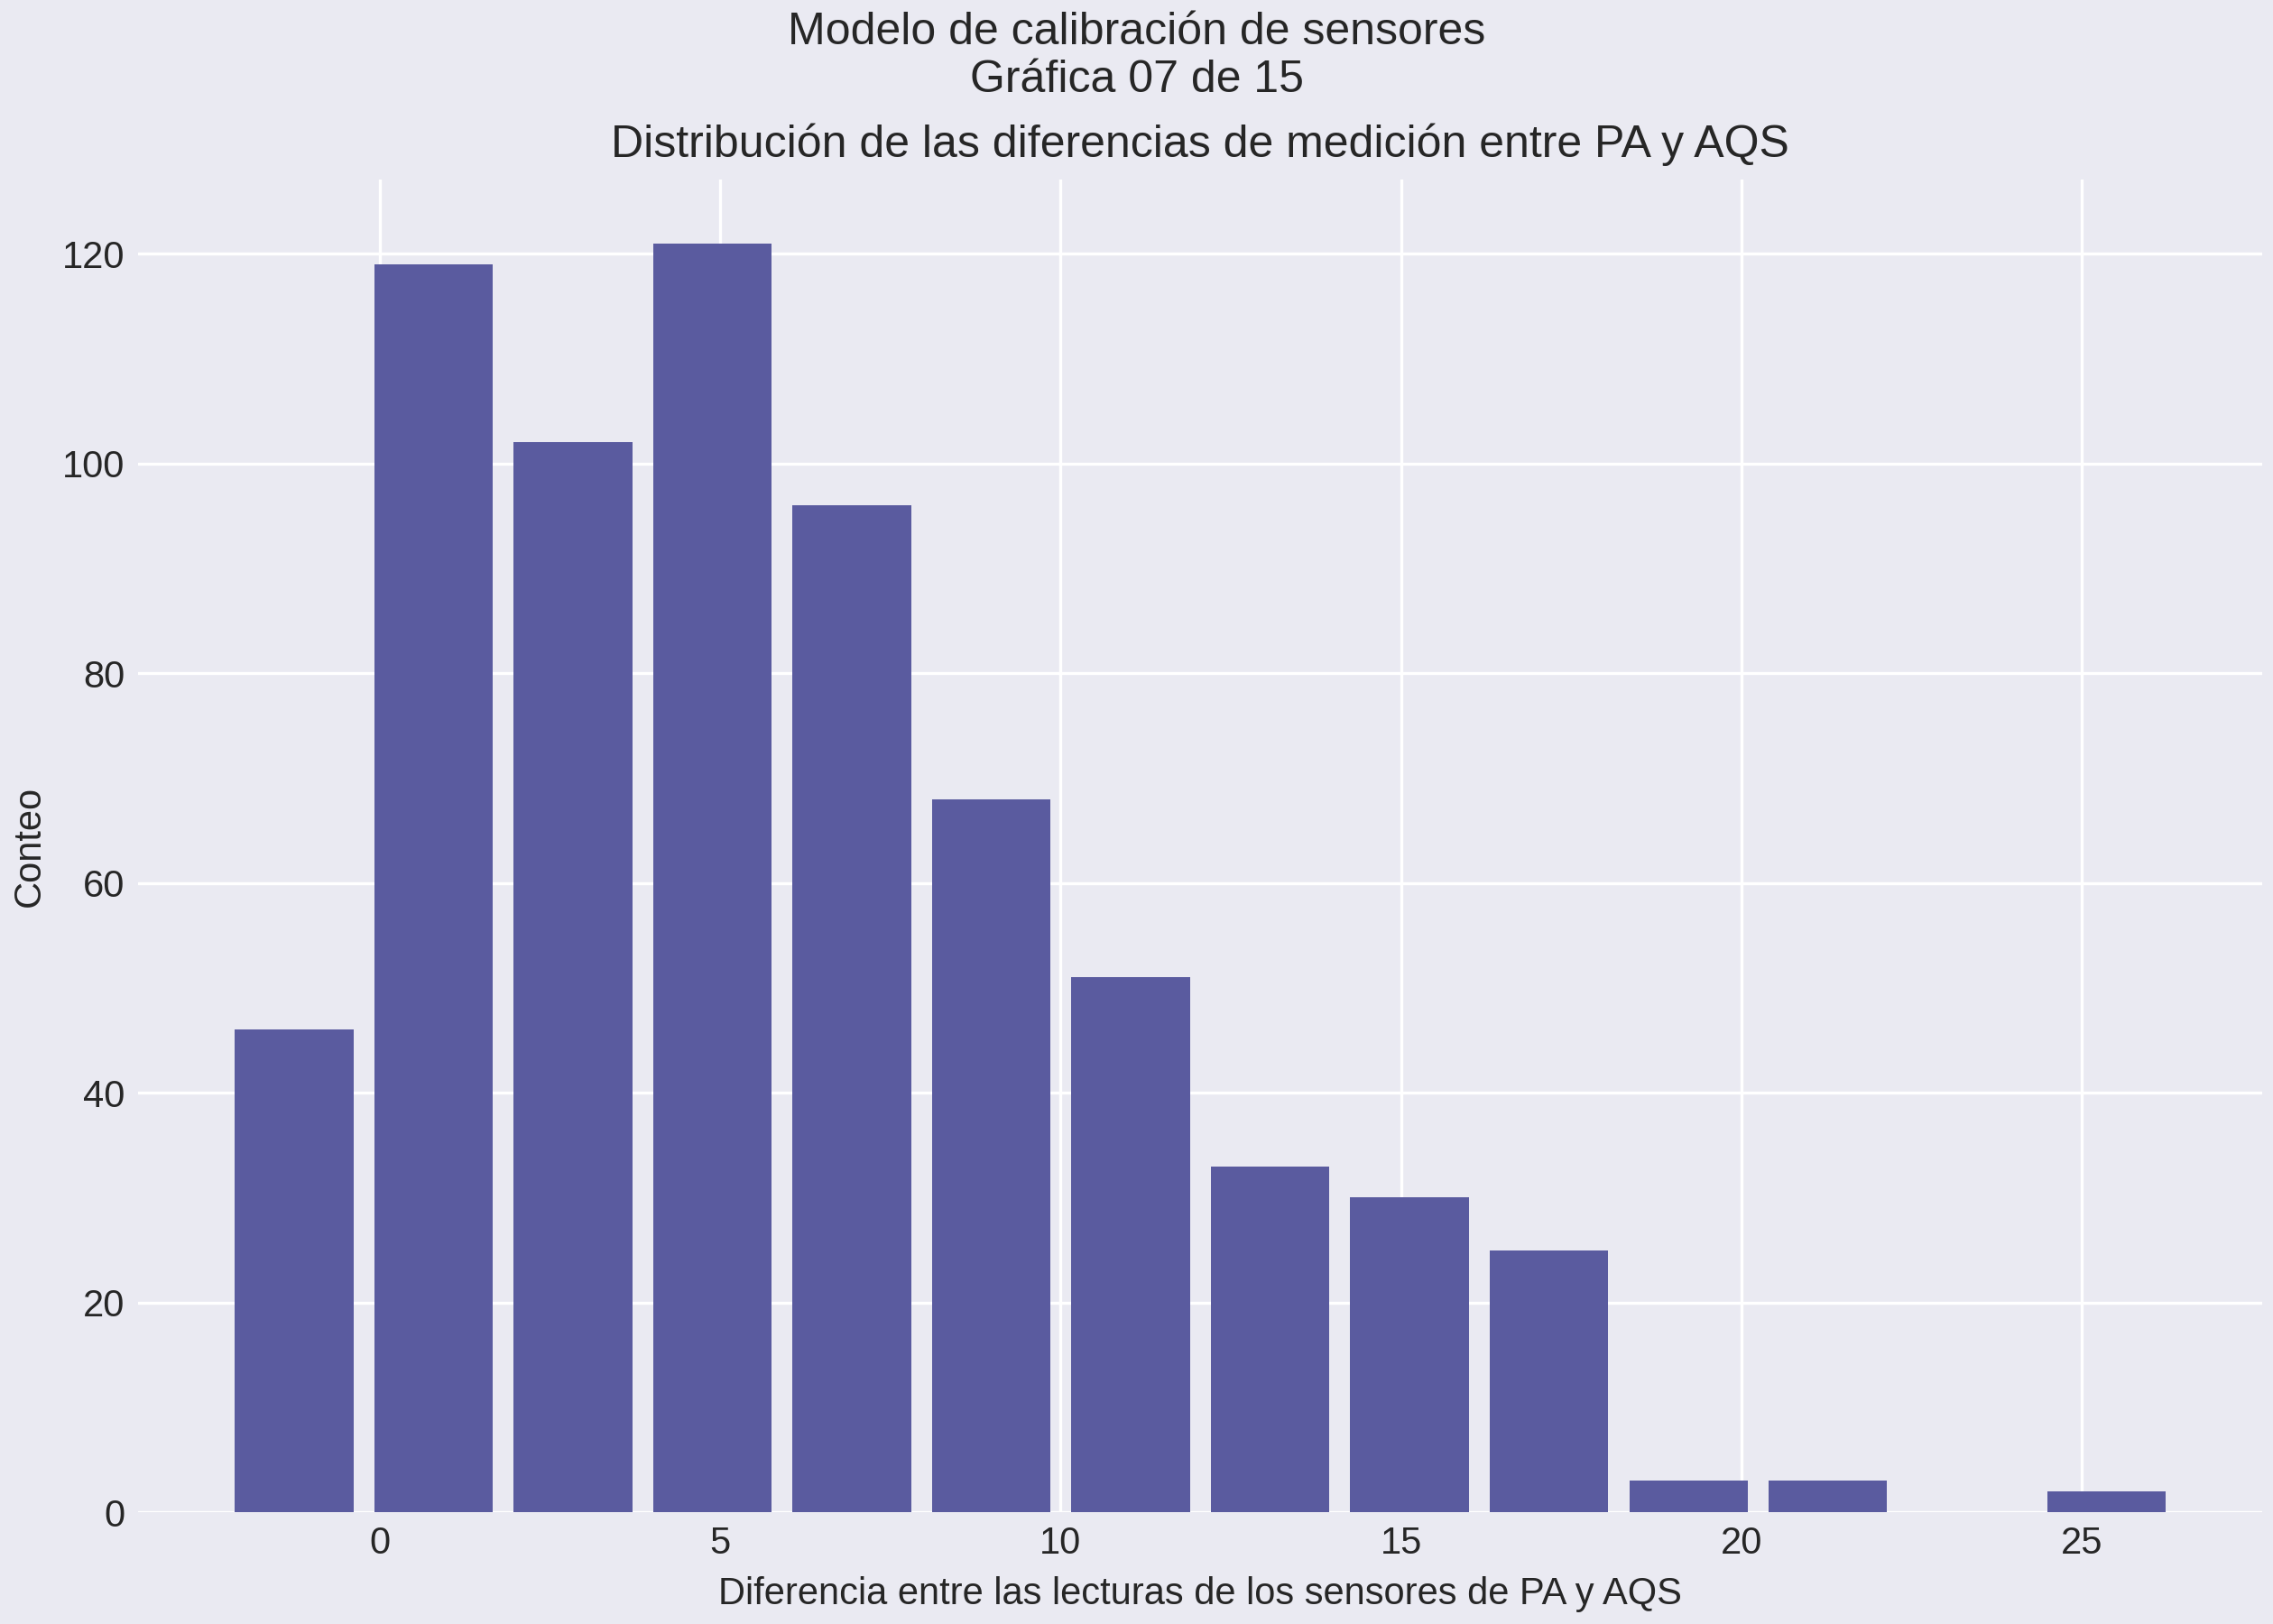 Modelo de calibración de sensores
Gráfica 07 de 15
Distribución de las diferencias de medición entre PA y AQS
120
100
80
60
40
20
0
Conteo
0 5 10 15 20 25
Diferencia entre las lecturas de los sensores de PA y AQS